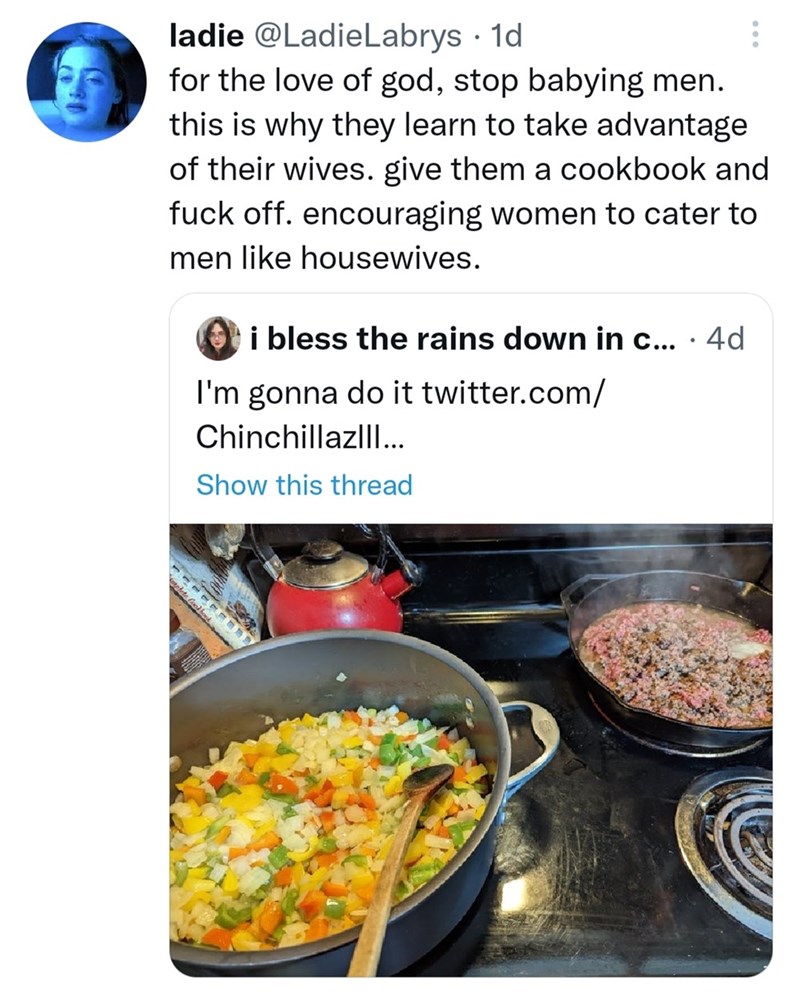 ladie @LadieLabrys · 1d
for the love of god, stop babying men.
this is why they learn to take advantage
of their wives. give them a cookbook and
fuck off. encouraging women to cater to
men like housewives.
i bless the rains down in c... · 4d
I'm gonna do it twitter.com/
Chinchillazlll...
Show this thread